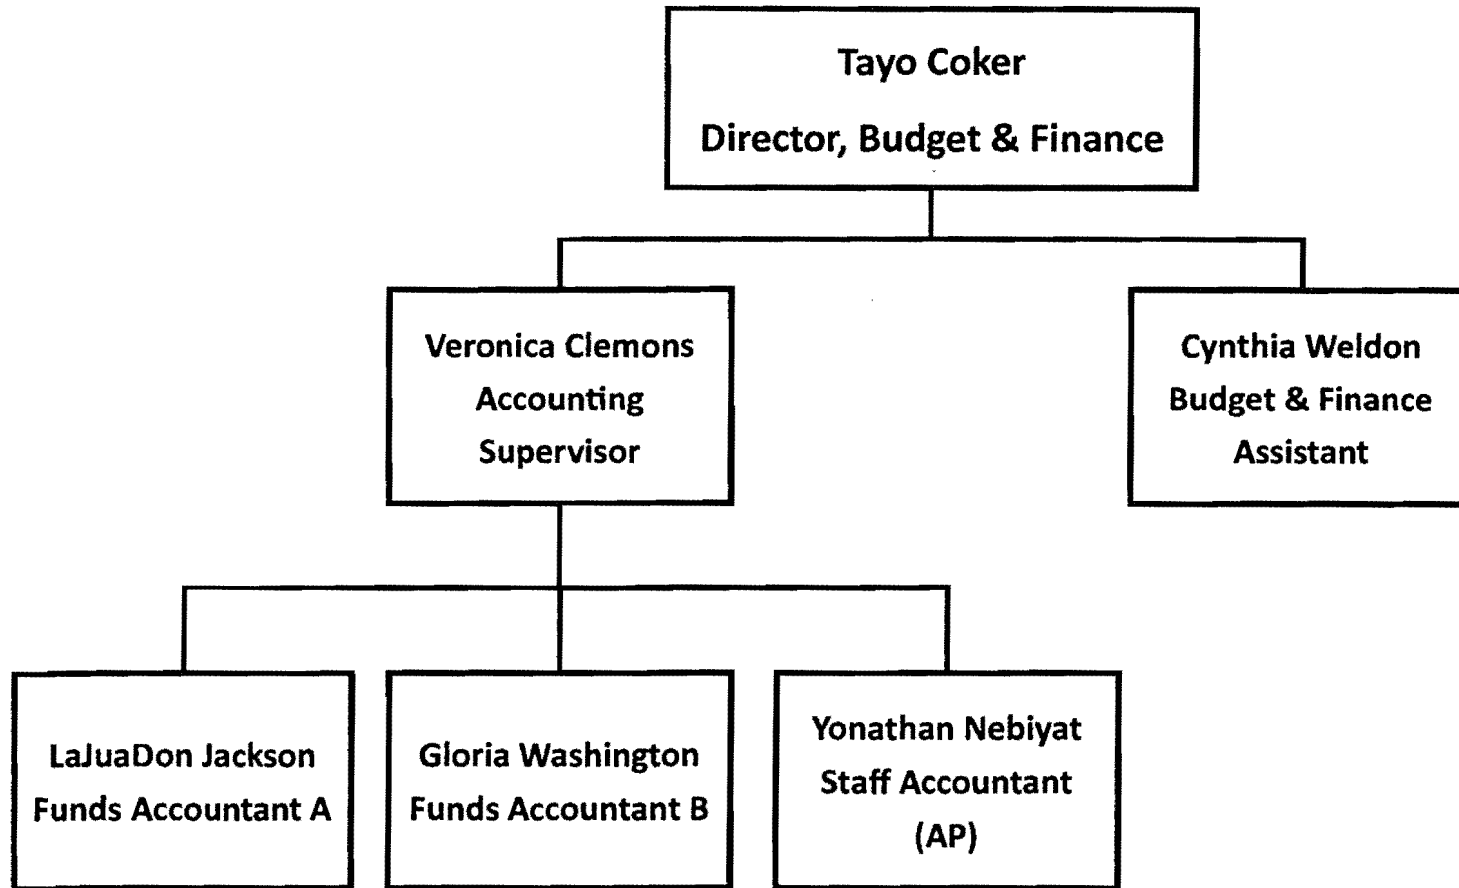 Tayo Coker
Director, Budget & Finance
Veronica Clemons
Accounting
Supervisor
Cynthia Weldon
Budget & Finance
Assistant
LaJuaDon Jackson
Funds Accountant A
Gloria Washington
Funds Accountant B
Yonathan Nebiyat
Staff Accountant
(AP)